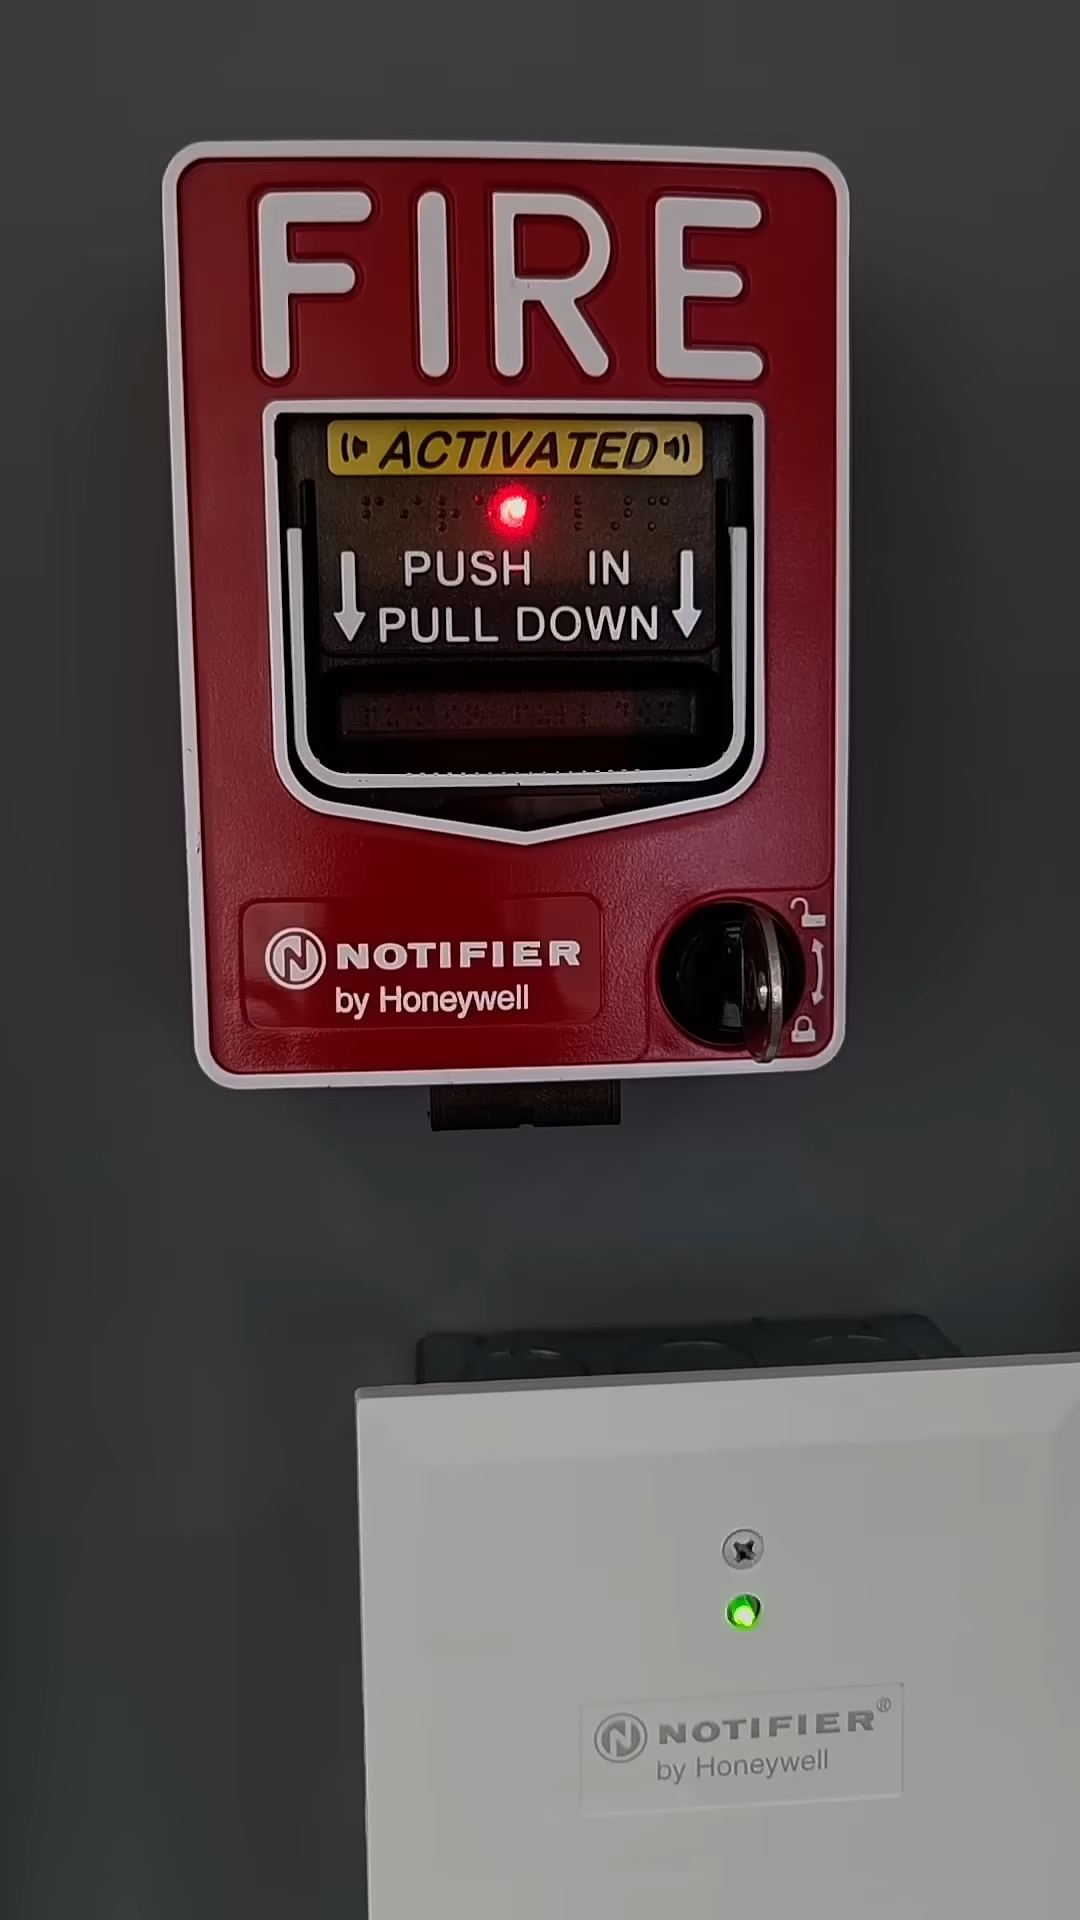 FIRE
ACTIVATED
PUSH IN
PULL DOWN
NOTIFIER
by Honeywell
NOTIFIER®
by Honeywell